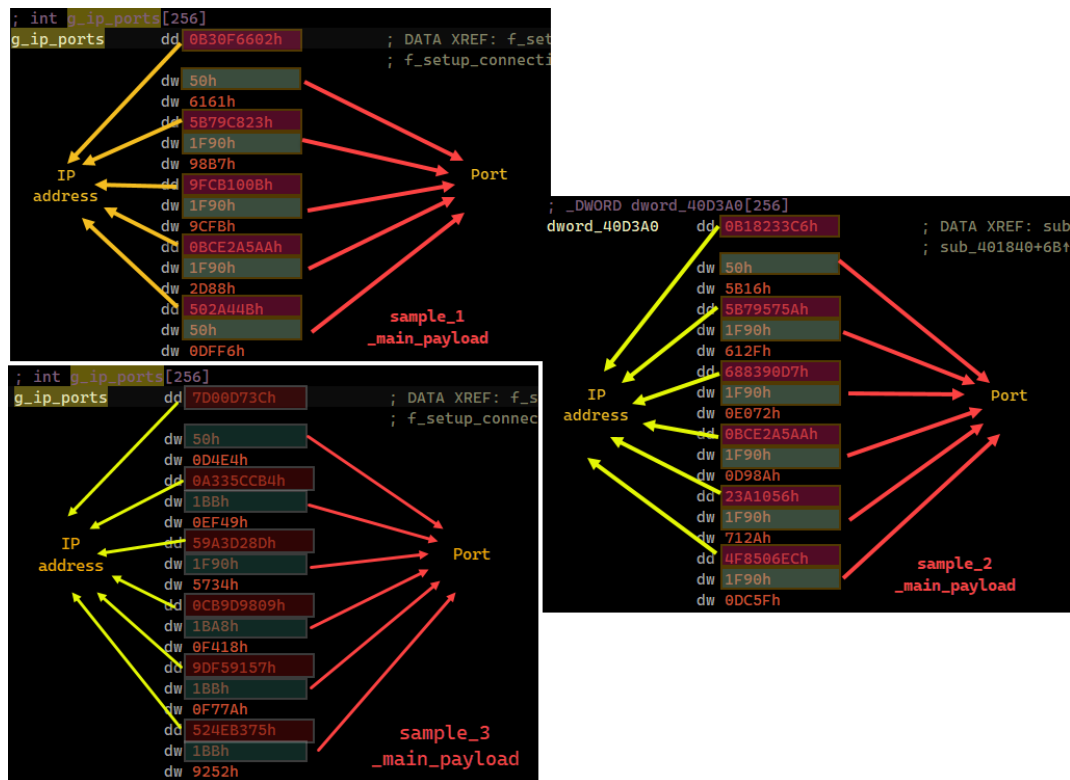 ; int g_ip_ports[256]
g_ip_ports dd 0B30F6602h ; DATA XREF: f_set
; f_setup_connecti
dw 50h
dw 6161h
dd 5B79C823h
dw 1F90h
dw 98B7h
dd 9FCB100Bh
dw 1F90h
dw 9CFBh
dd 0BCE2A5AAh
dw 1F90h
dw 2D88h
dd 502A44Bh
dw 50h
dw 0DFF6h
IP
address
Port
sample_1
_main_payload
; _DWORD dword_40D3A0[256]
dword_40D3A0 dd 0B18233C6h ; DATA XREF: sub
; sub_401840+6B↑
dw 50h
dw 5B16h
dd 5B79575Ah
dw 1F90h
dw 612Fh
dd 688390D7h
dw 1F90h
dw 0E072h
dd 0BCE2A5AAh
dw 1F90h
dw 0D98Ah
dd 23A1056h
dw 1F90h
dw 712Ah
dd 4F8506ECh
dw 1F90h
dw 0DC5Fh
IP
address
Port
sample_2
_main_payload
; int g_ip_ports[256]
g_ip_ports dd 7D00D73Ch ; DATA XREF: f_s
; f_setup_connec
dw 50h
dw 0D4E4h
dd 0A335CCB4h
dw 1BBh
dw 0EF49h
dd 59A3D28Dh
dw 1F90h
dw 5734h
dd 0CB9D9809h
dw 1BA8h
dw 0F418h
dd 9DF59157h
dw 1BBh
dw 0F77Ah
dd 524EB375h
dw 1BBh
dw 9252h
IP
address
Port
sample_3
_main_payload